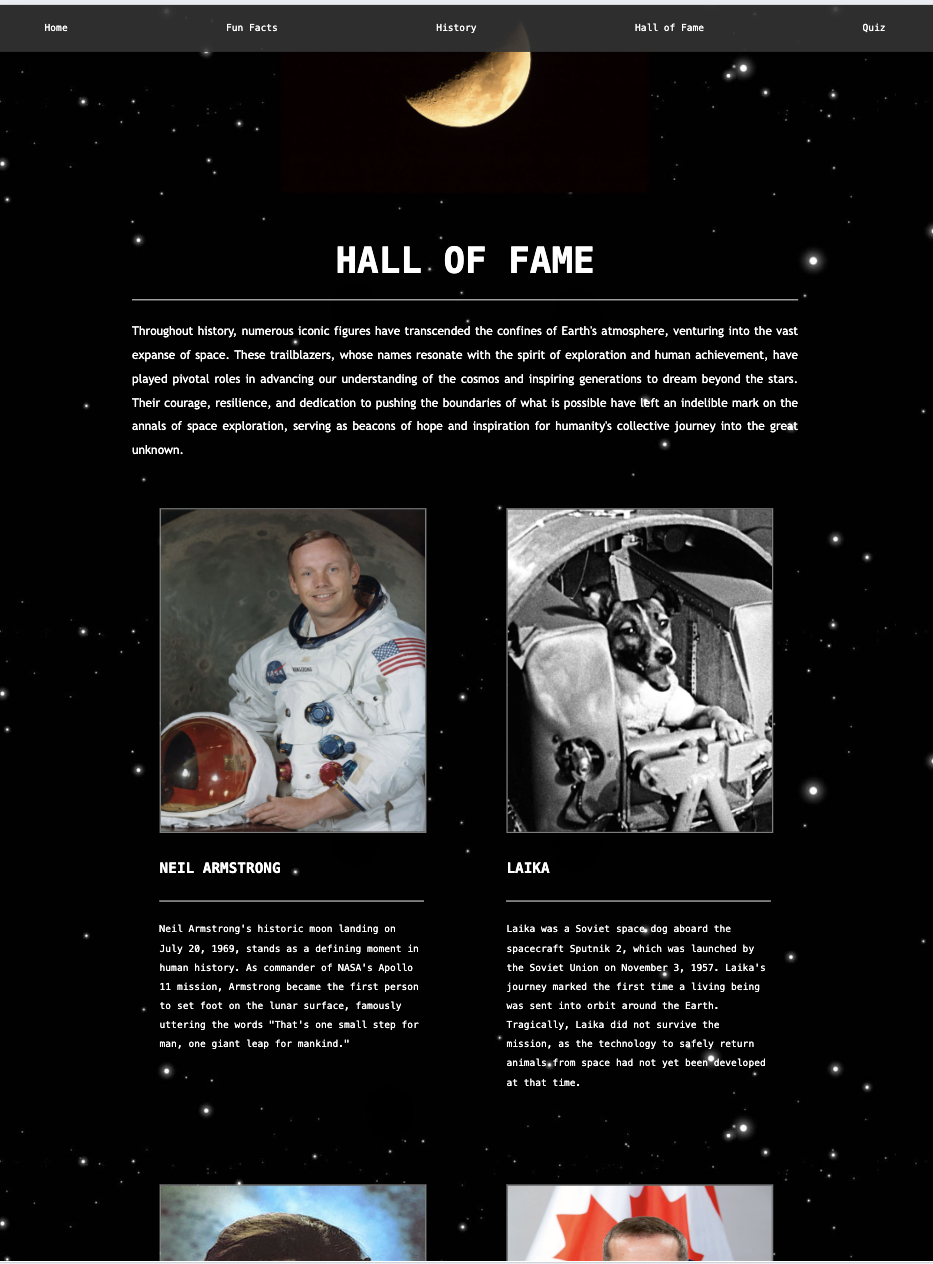 Home Fun Facts History Hall of Fame Quiz
HALL OF FAME
Throughout history, numerous iconic figures have transcended the confines of Earth's atmosphere, venturing into the vast
expanse of space. These trailblazers, whose names resonate with the spirit of exploration and human achievement, have
played pivotal roles in advancing our understanding of the cosmos and inspiring generations to dream beyond the stars.
Their courage, resilience, and dedication to pushing the boundaries of what is possible have left an indelible mark on the
annals of space exploration, serving as beacons of hope and inspiration for humanity's collective journey into the great
unknown.
NASA
NEIL ARMSTRONG
Neil Armstrong's historic moon landing on
July 20, 1969, stands as a defining moment in
human history. As commander of NASA's Apollo
11 mission, Armstrong became the first person
to set foot on the lunar surface, famously
uttering the words "That's one small step for
man, one giant leap for mankind."
LAIKA
Laika was a Soviet space dog aboard the
spacecraft Sputnik 2, which was launched by
the Soviet Union on November 3, 1957. Laika's
journey marked the first time a living being
was sent into orbit around the Earth.
Tragically, Laika did not survive the
mission, as the technology to safely return
animals from space had not yet been developed
at that time.